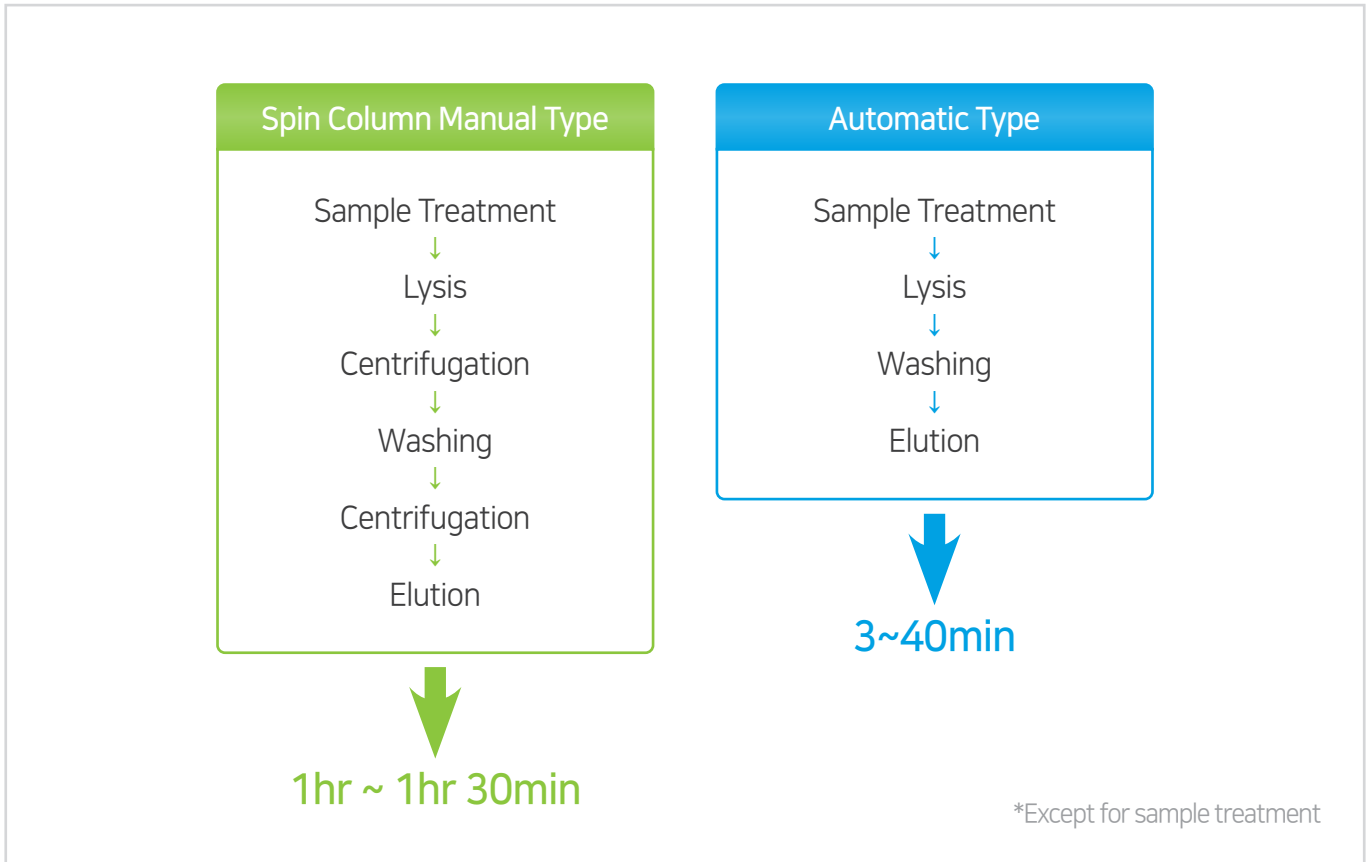 Spin Column Manual Type
Sample Treatment
↓
Lysis
↓
Centrifugation
↓
Washing
↓
Centrifugation
↓
Elution
1hr ~ 1hr 30min
Automatic Type
Sample Treatment
↓
Lysis
↓
Washing
↓
Elution
3~40min
*Except for sample treatment